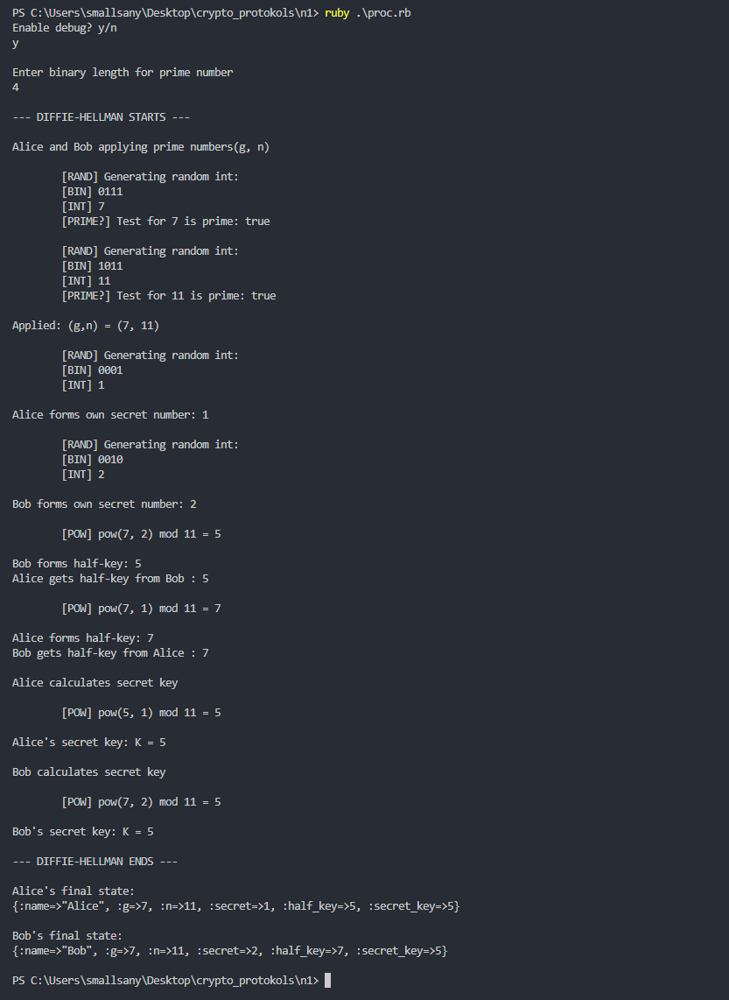 PS C:\Users\smallsany\Desktop\crypto_protokols\n1> ruby .\proc.rb
Enable debug? y/n
y
Enter binary length for prime number
4
--- DIFFIE-HELLMAN STARTS ---
Alice and Bob applying prime numbers(g, n)
[RAND] Generating random int:
[BIN] 0111
[INT] 7
[PRIME?] Test for 7 is prime: true
[RAND] Generating random int:
[BIN] 1011
[INT] 11
[PRIME?] Test for 11 is prime: true
Applied: (g,n) = (7, 11)
[RAND] Generating random int:
[BIN] 0001
[INT] 1
Alice forms own secret number: 1
[RAND] Generating random int:
[BIN] 0010
[INT] 2
Bob forms own secret number: 2
[POW] pow(7, 2) mod 11 = 5
Bob forms half-key: 5
Alice gets half-key from Bob : 5
[POW] pow(7, 1) mod 11 = 7
Alice forms half-key: 7
Bob gets half-key from Alice : 7
Alice calculates secret key
[POW] pow(5, 1) mod 11 = 5
Alice's secret key: K = 5
Bob calculates secret key
[POW] pow(7, 2) mod 11 = 5
Bob's secret key: K = 5
--- DIFFIE-HELLMAN ENDS ---
Alice's final state:
{:name=>"Alice", :g=>7, :n=>11, :secret=>1, :half_key=>5, :secret_key=>5}
Bob's final state:
{:name=>"Bob", :g=>7, :n=>11, :secret=>2, :half_key=>7, :secret_key=>5}
PS C:\Users\smallsany\Desktop\crypto_protokols\n1>